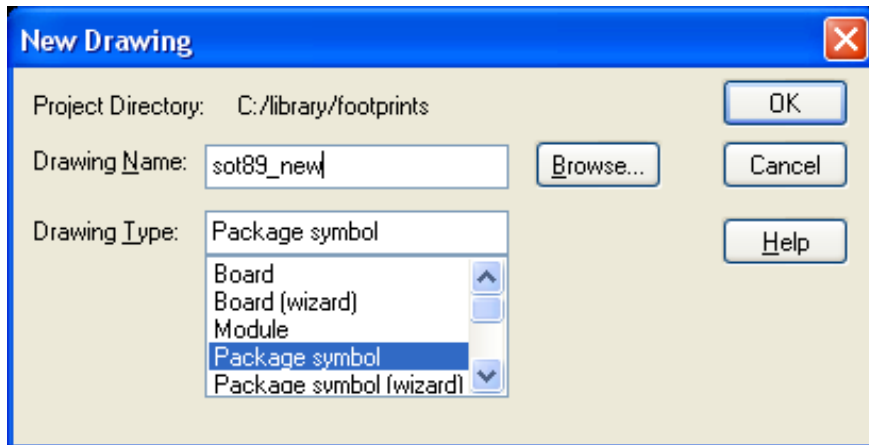 New Drawing
Project Directory: C:/library/footprints OK
Drawing Name: sot89_new Browse... Cancel
Drawing Type: Package symbol Help
Board
Board (wizard)
Module
Package symbol
Package symbol (wizard)